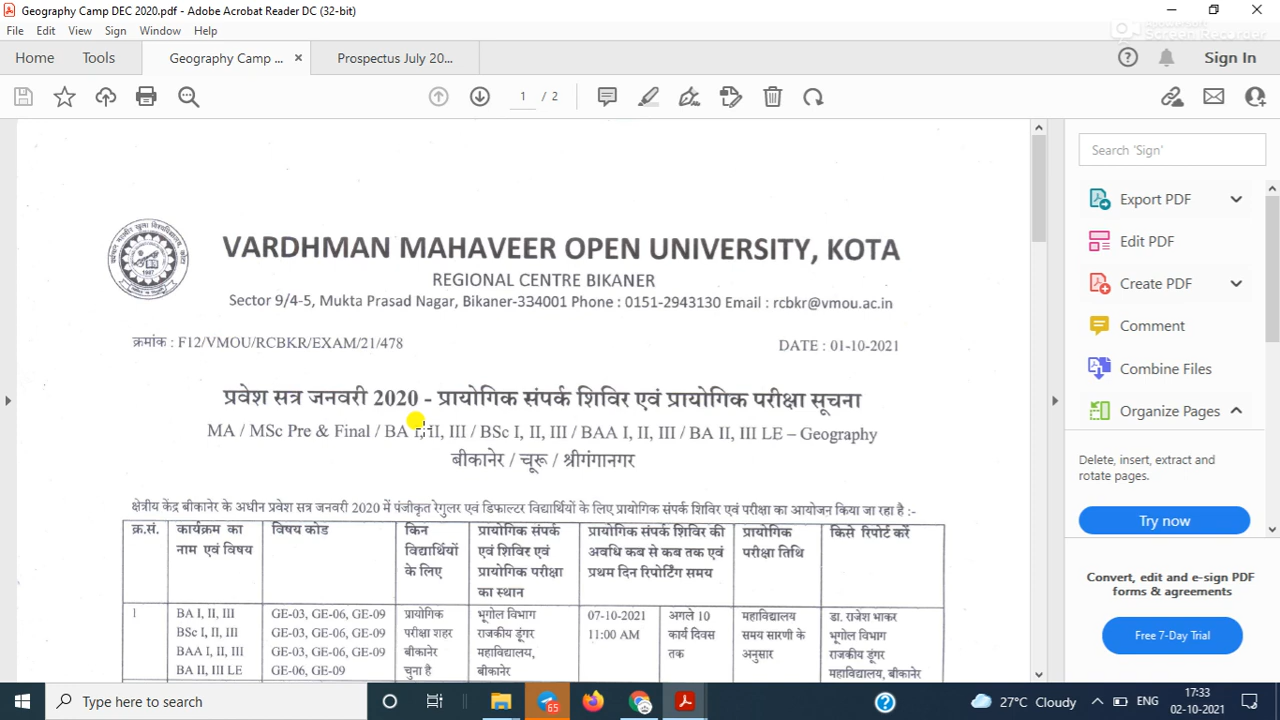 Geography Camp DEC 2020.pdf - Adobe Acrobat Reader DC (32-bit)
File Edit View Sign Window Help
Screen Recorder
Home Tools Geography Camp ... × Prospectus July 20... Sign In
1 / 2
Search 'Sign'
Export PDF
Edit PDF
Create PDF
Comment
Combine Files
Organize Pages
Delete, insert, extract and
rotate pages.
Try now
Convert, edit and e-sign PDF
forms & agreements
Free 7-Day Trial
VARDHMAN MAHAVEER OPEN UNIVERSITY, KOTA
REGIONAL CENTRE BIKANER
Sector 9/4-5, Mukta Prasad Nagar, Bikaner-334001 Phone : 0151-2943130 Email : rcbkr@vmou.ac.in
क्रमांक : F12/VMOU/RCBKR/EXAM/21/478 DATE : 01-10-2021
प्रवेश सत्र जनवरी 2020 - प्रायोगिक संपर्क शिविर एवं प्रायोगिक परीक्षा सूचना
MA / MSc Pre & Final / BA I, II, III / BSc I, II, III / BAA I, II, III / BA II, III LE – Geography
बीकानेर / चूरू / श्रीगंगानगर
क्षेत्रीय केंद्र बीकानेर के अधीन प्रवेश सत्र जनवरी 2020 में पंजीकृत रेगुलर एवं डिफाल्टर विद्यार्थियों के लिए प्रायोगिक संपर्क शिविर एवं परीक्षा का आयोजन किया जा रहा है :-
क्र.सं. कार्यक्रम का विषय कोड किन प्रायोगिक संपर्क प्रायोगिक संपर्क शिविर की प्रायोगिक किसे रिपोर्ट करें
नाम एवं विषय विद्यार्थियों एवं शिविर एवं अवधि कब से कब तक एवं परीक्षा तिथि
के लिए प्रायोगिक परीक्षा प्रथम दिन रिपोर्टिंग समय
का स्थान
1 BA I, II, III GE-03, GE-06, GE-09 प्रायोगिक भूगोल विभाग 07-10-2021 अगले 10 महाविद्यालय डा. राजेश भाकर
BSc I, II, III GE-03, GE-06, GE-09 परीक्षा शहर राजकीय डूंगर 11:00 AM कार्य दिवस समय सारणी के भूगोल विभाग
BAA I, II, III GE-03, GE-06, GE-09 बीकानेर महाविद्यालय, तक अनुसार राजकीय डूंगर
BA II, III LE GE-06, GE-09 चुना है बीकानेर महाविद्यालय, बीकानेर
Type here to search
65
27°C Cloudy
ENG
17:33
02-10-2021